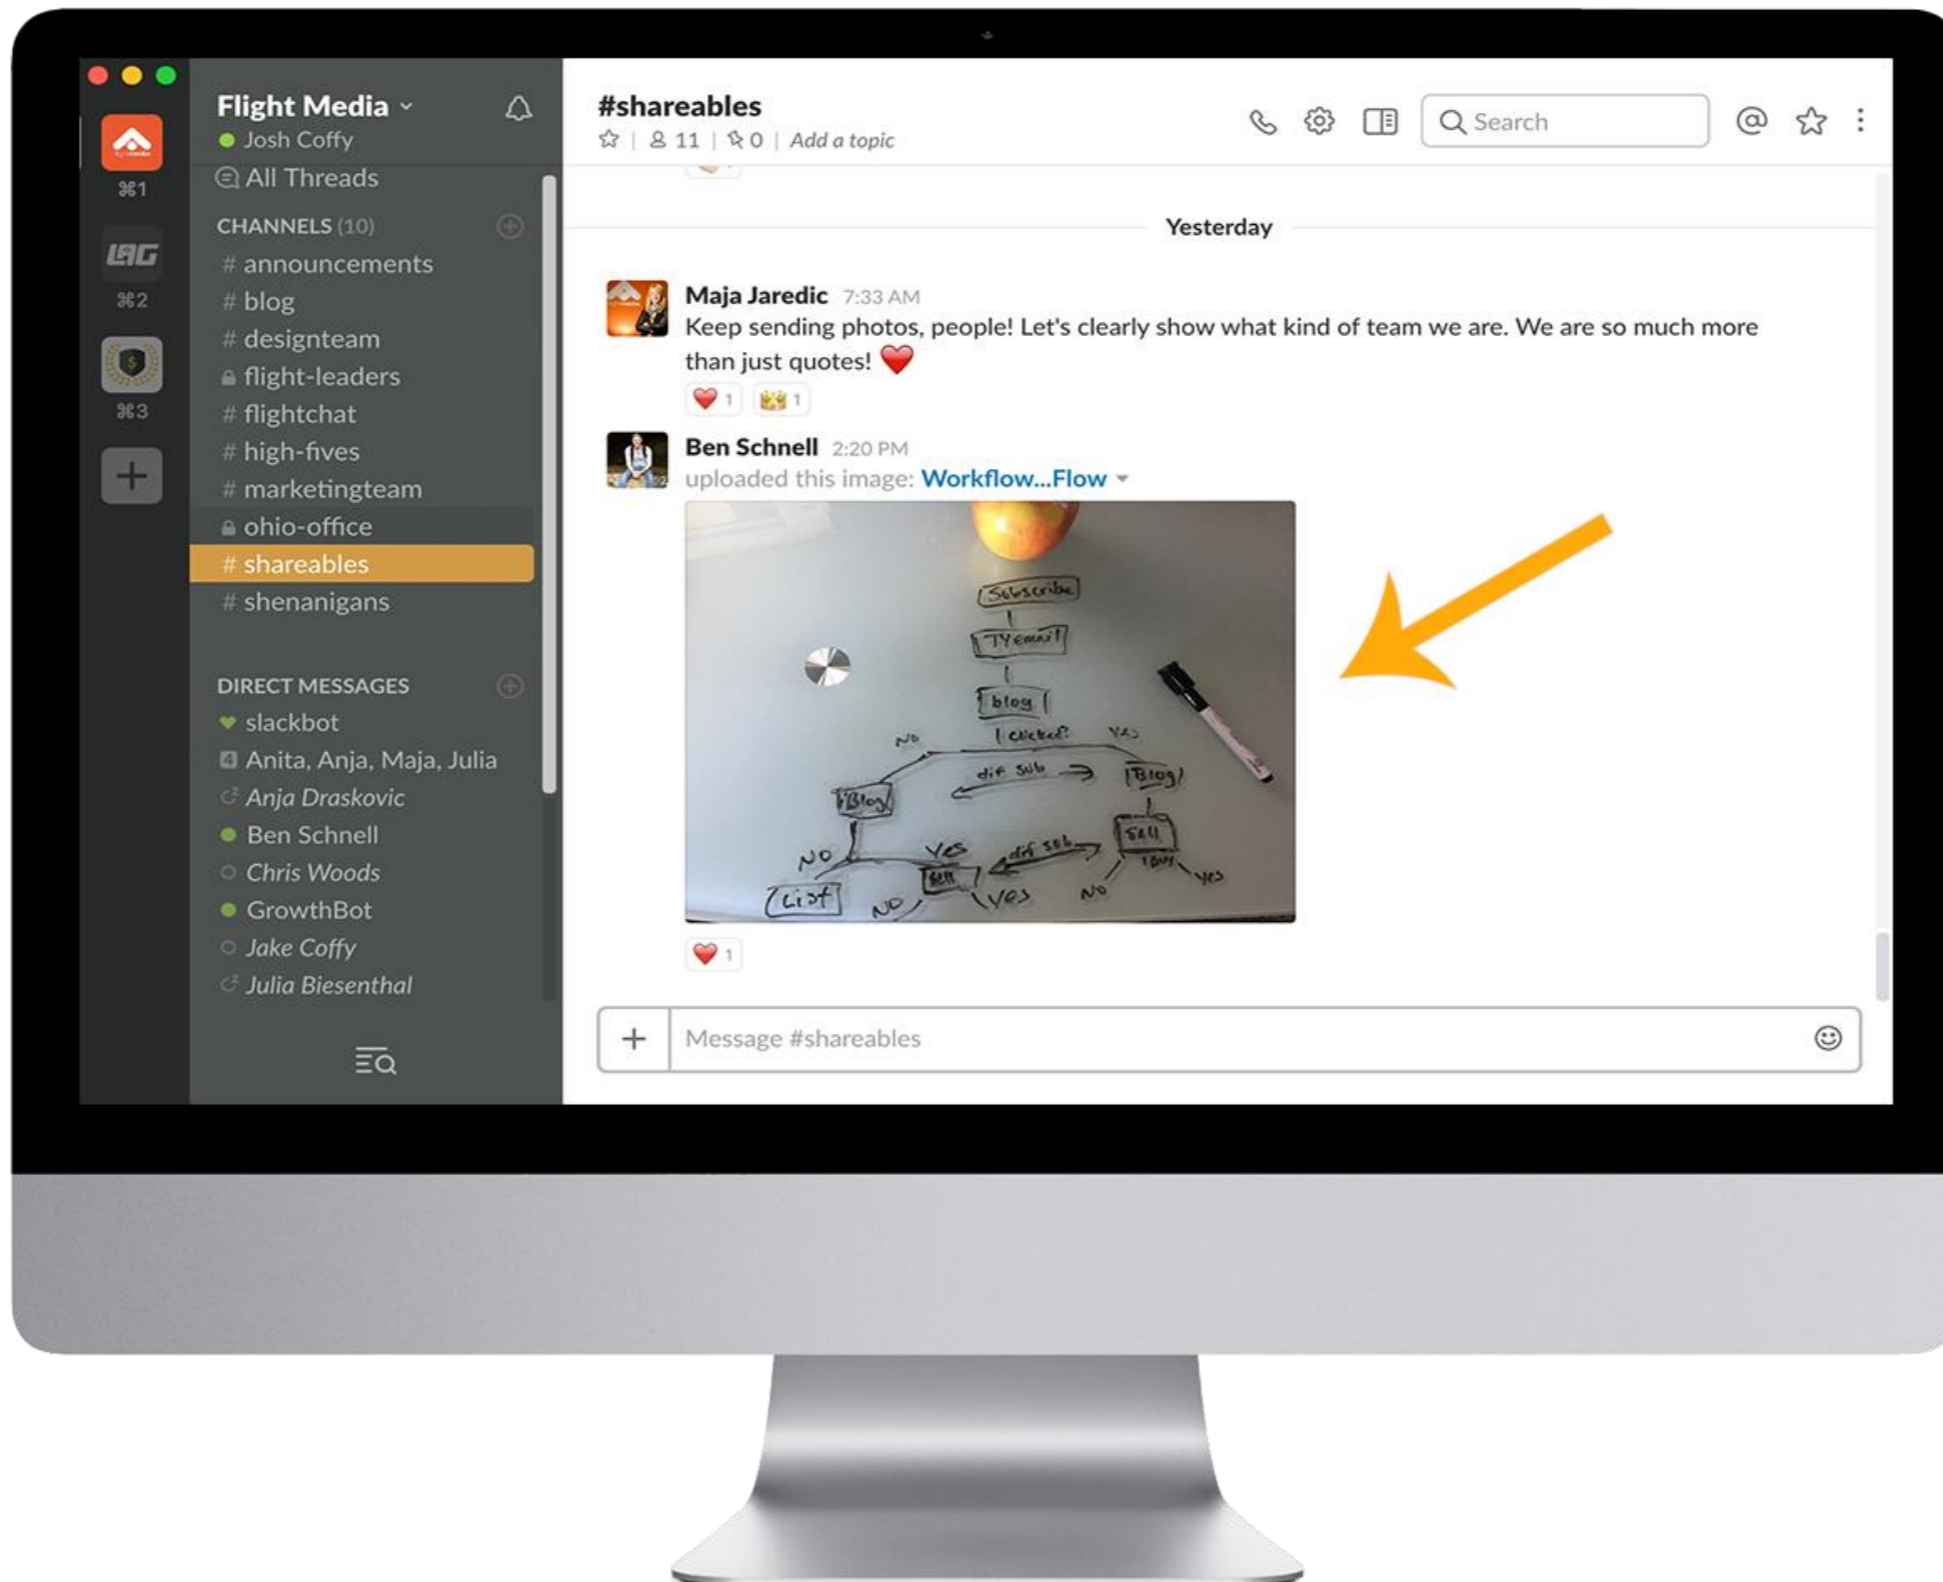 Flight Media
Josh Coffy
All Threads
CHANNELS (10)
# announcements
# blog
# designteam
flight-leaders
# flightchat
# high-fives
# marketingteam
ohio-office
# shareables
# shenanigans
DIRECT MESSAGES
slackbot
4 Anita, Anja, Maja, Julia
Anja Draskovic
Ben Schnell
Chris Woods
GrowthBot
Jake Coffy
Julia Biesenthal
⌘1
LAG
⌘2
$
⌘3
#shareables
11 | 0 | Add a topic
Search
Yesterday
Maja Jaredic 7:33 AM
Keep sending photos, people! Let's clearly show what kind of team we are. We are so much more
than just quotes! ❤️
❤️ 1 👑 1
Ben Schnell 2:20 PM
uploaded this image: Workflow...Flow
Subscribe
TY email
blog
NO clicked? Yes
dif sub
Blog Blog
NO Yes dif sub Sell
List Sell NO BUY Yes
NO Yes
❤️ 1
Message #shareables